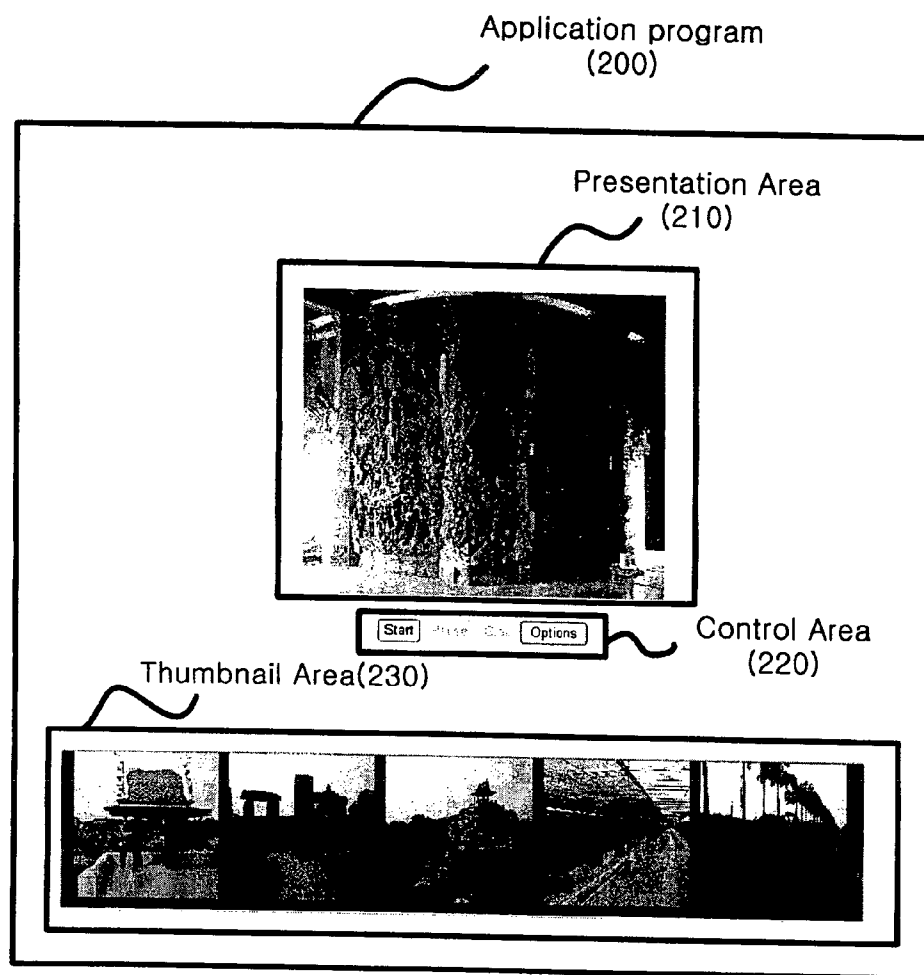 Application program
(200)
Presentation Area
(210)
Start Options
Control Area
(220)
Thumbnail Area(230)